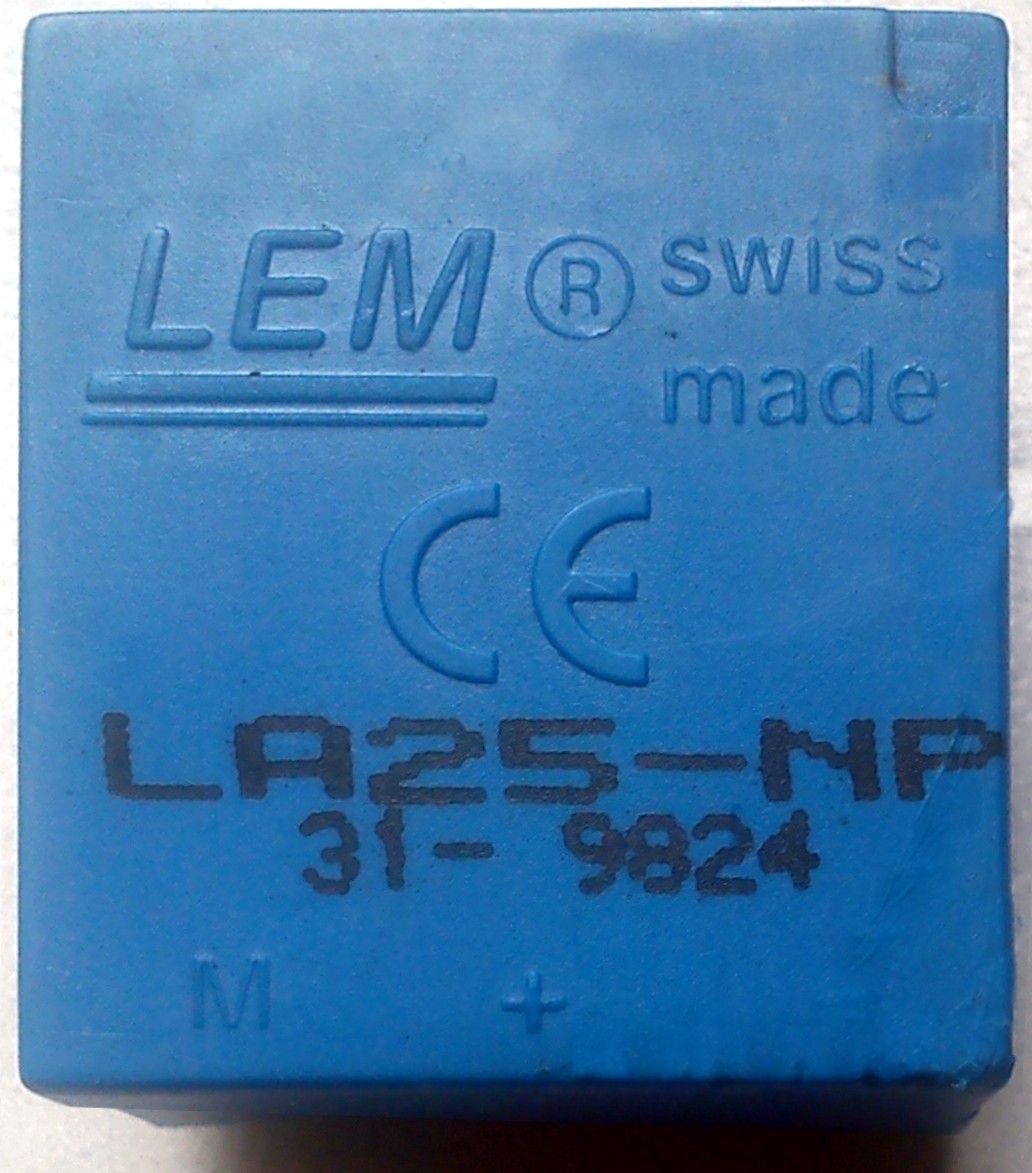 LEM ® swiss
made
CE
LA25-NP
31- 9824
M +